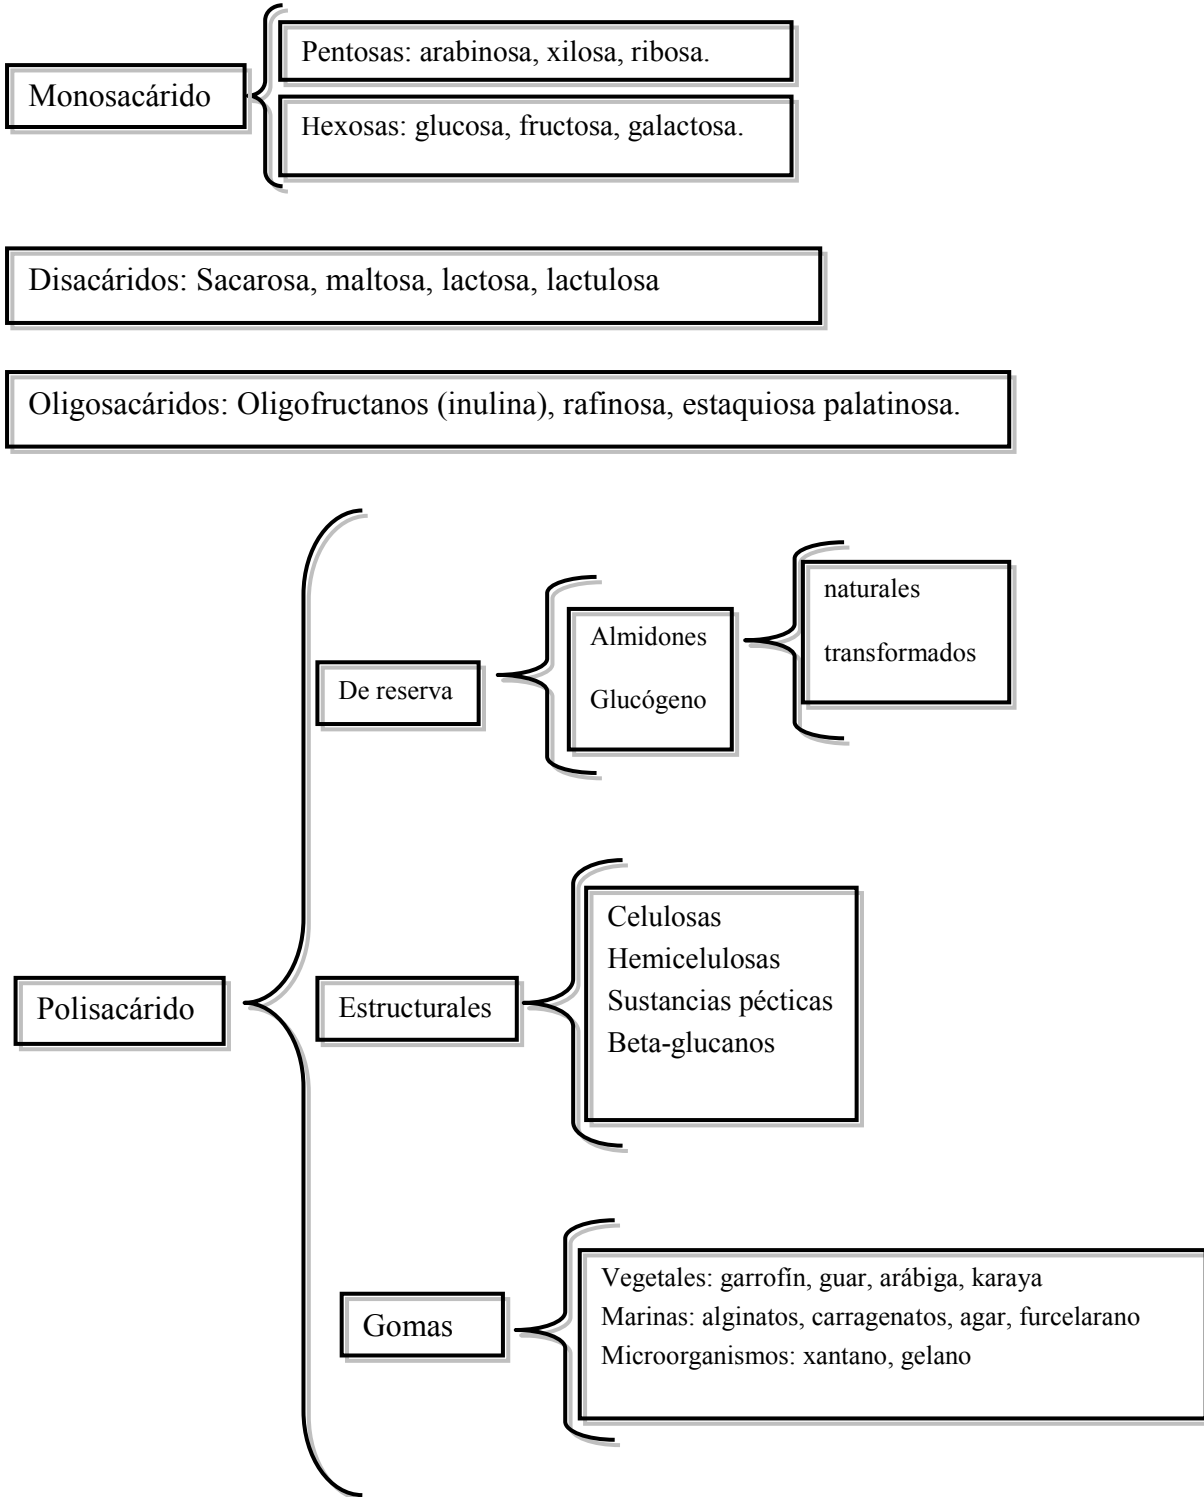 Pentosas: arabinosa, xilosa, ribosa.
Monosacárido
Hexosas: glucosa, fructosa, galactosa.
Disacáridos: Sacarosa, maltosa, lactosa, lactulosa
Oligosacáridos: Oligofructanos (inulina), rafinosa, estaquiosa palatinosa.
naturales
transformados
Almidones
Glucógeno
De reserva
Celulosas
Hemicelulosas
Sustancias pécticas
Beta-glucanos
Polisacárido
Estructurales
Vegetales: garrofín, guar, arábiga, karaya
Marinas: alginatos, carragenatos, agar, furcelarano
Microorganismos: xantano, gelano
Gomas